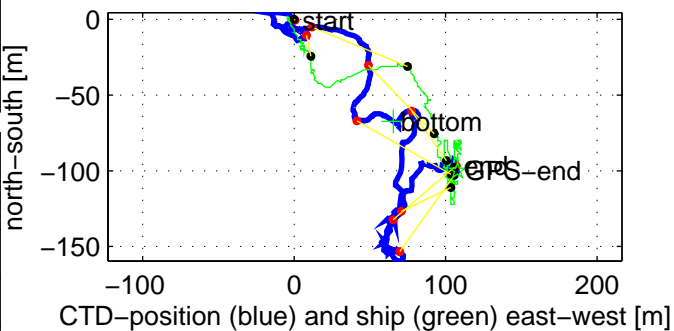 0
start
−50
bottom
−100
end
GPS−end
−150
north−south [m]
−100
0
100
200
CTD−position (blue) and ship (green) east−west [m]